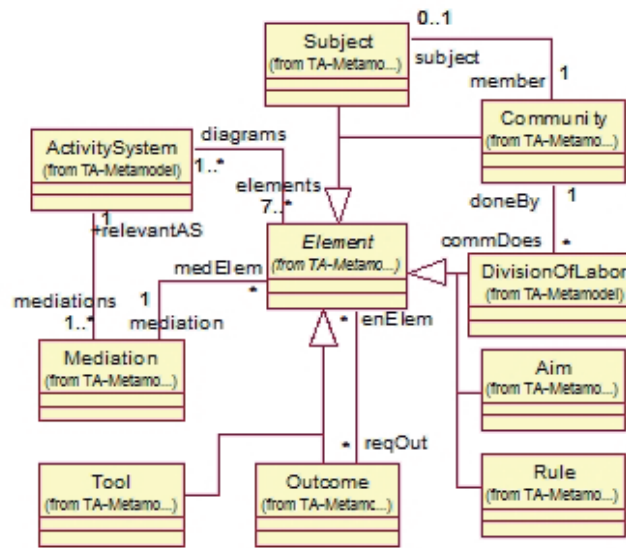 0..1
Subject
(from TA-Metamo...)
subject
member 1
ActivitySystem
(from TA-Metamodel)
diagrams
1..*
Community
(from TA-Metamo...)
elements
7..*
1
+relevantAS
doneBy 1
Element
(from TA-Metamo...)
commDoes *
medElem
*
DivisionOfLabor
(from TA-Metamodel)
mediations
1..*
1
mediation
* enElem
Mediation
(from TA-Metamo...)
Aim
(from TA-Metamo...)
* reqOut
Tool
(from TA-Metamo...)
Outcome
(from TA-Metamc...)
Rule
(from TA-Metamo...)